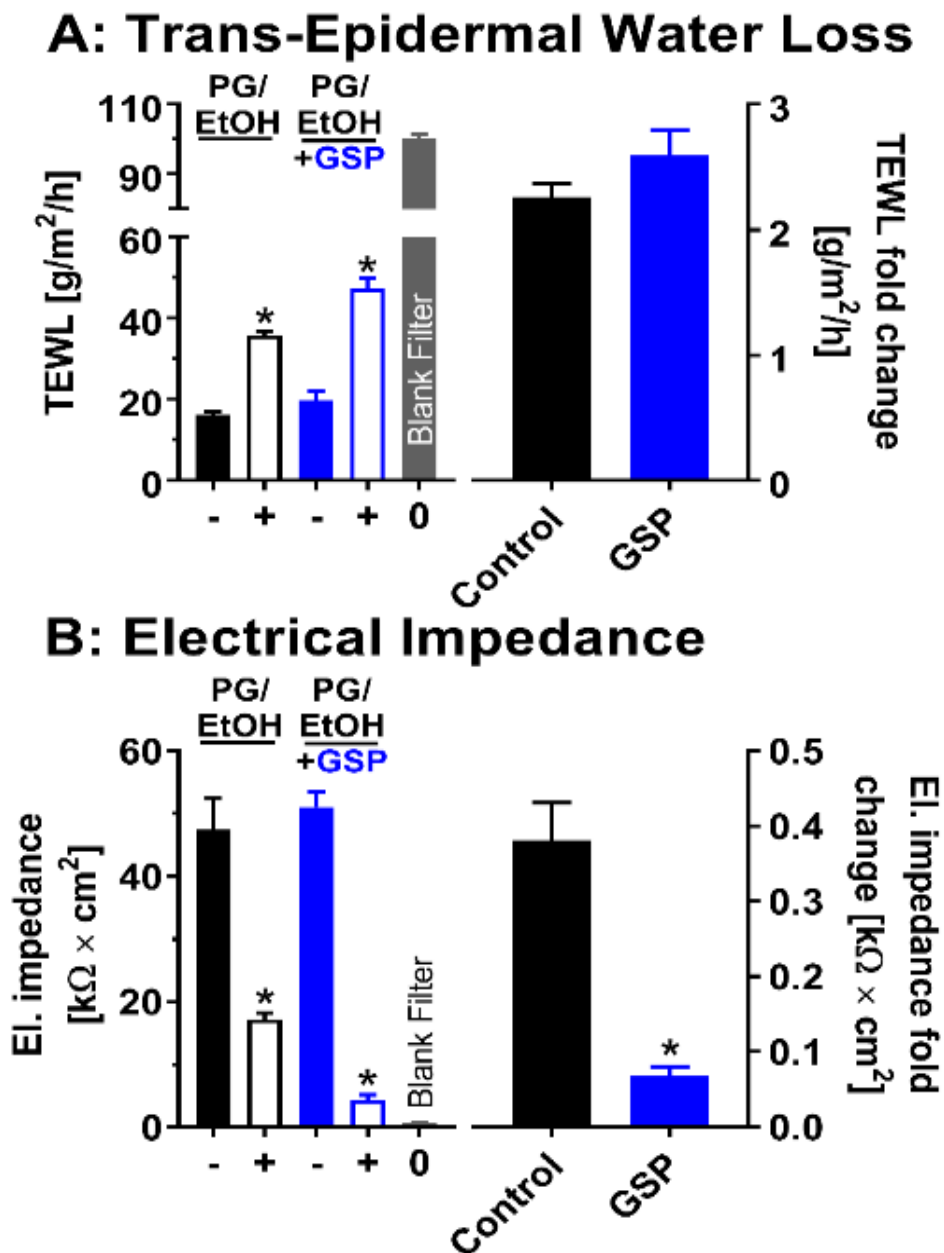 A: Trans-Epidermal Water Loss
PG/
EtOH
PG/
EtOH
+GSP
TEWL [g/m²/h]
110
90
60
40
20
0
Blank Filter
- + - + 0
3
2
1
0
TEWL fold change
[g/m²/h]
Control
GSP
B: Electrical Impedance
PG/
EtOH
PG/
EtOH
+GSP
El. impedance
[kΩ × cm²]
60
40
20
0
* *
Blank Filter
- + - + 0
0.5
0.4
0.3
0.2
0.1
0.0
*
El. impedance fold
change [kΩ × cm²]
Control
GSP